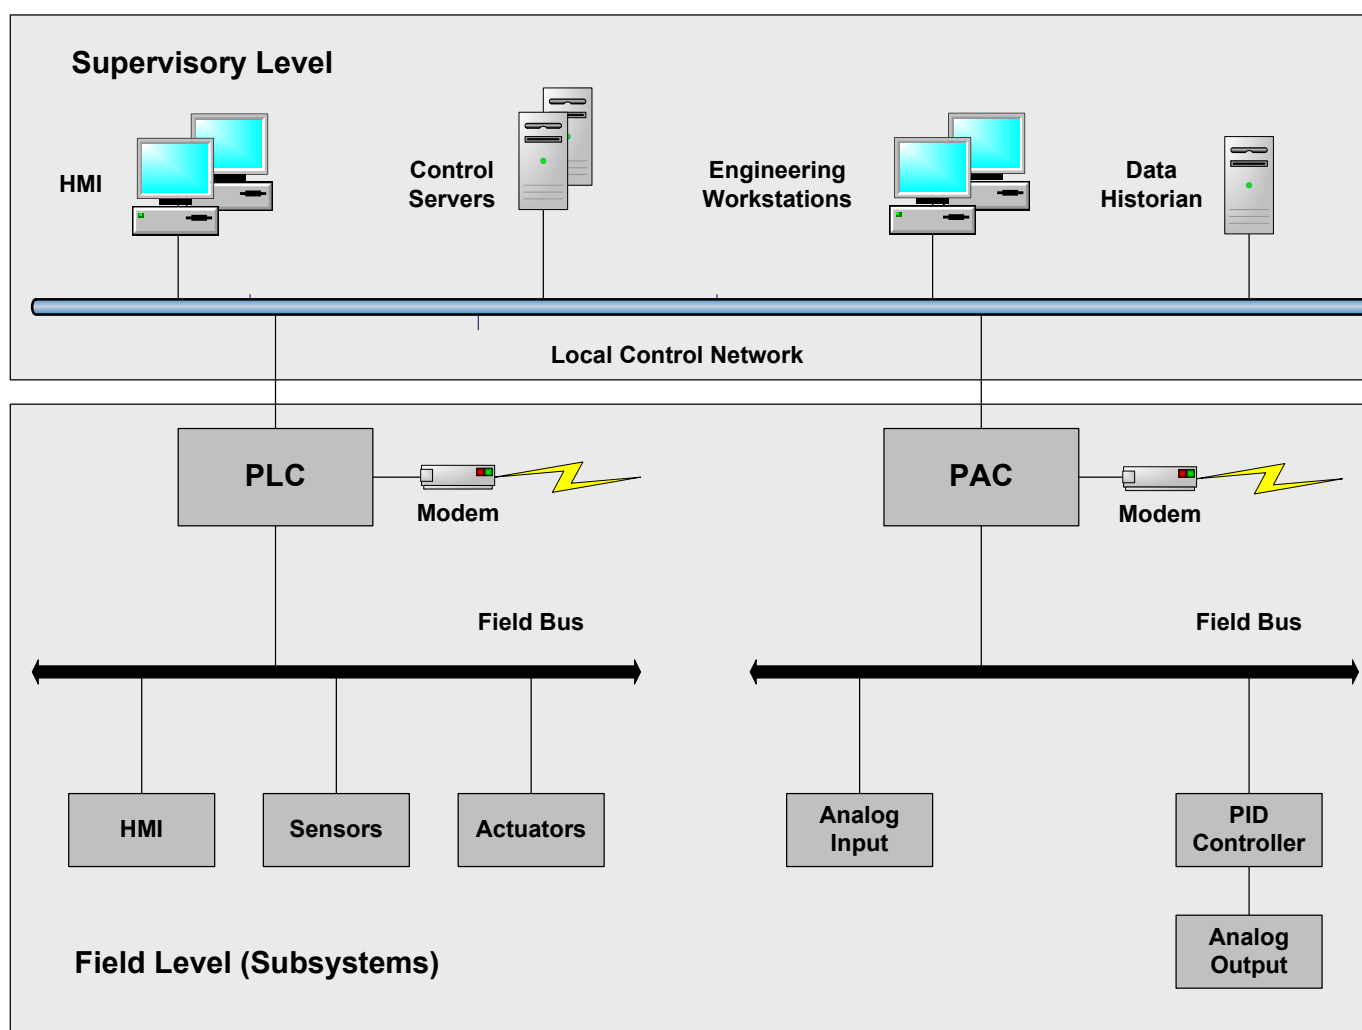 Supervisory Level
HMI
Control
Servers
Engineering
Workstations
Data
Historian
Local Control Network
PLC
Modem
PAC
Modem
Field Bus
Field Bus
HMI
Sensors
Actuators
Analog
Input
PID
Controller
Analog
Output
Field Level (Subsystems)